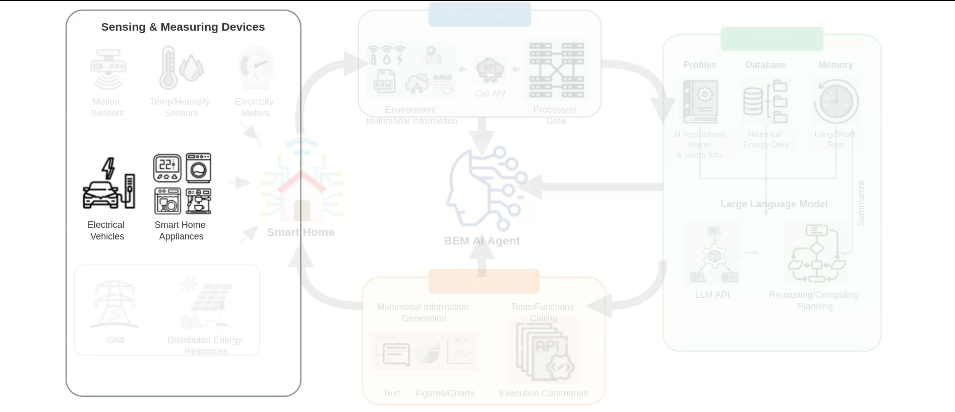 Sensing & Measuring Devices
Motion
Sensors
Temp/Humidity
Sensors
Electricity
Meters
Electrical
Vehicles
Smart Home
Appliances
Grid
Distributed Energy
Resources
Smart Home
Environment
Multimodal Information
Call API
Processed
Data
BEM AI Agent
Multimodal Information
Generation
Tools/Functions
Calling
Text
Figures/Charts
Execution Commands
API
Profiles
Database
Memory
AI Instructions
Home
& Users Info.
Historical
Energy Data
Long/Short
Term
Large Language Model
Summarize
LLM API
Reasoning/Computing
Planning